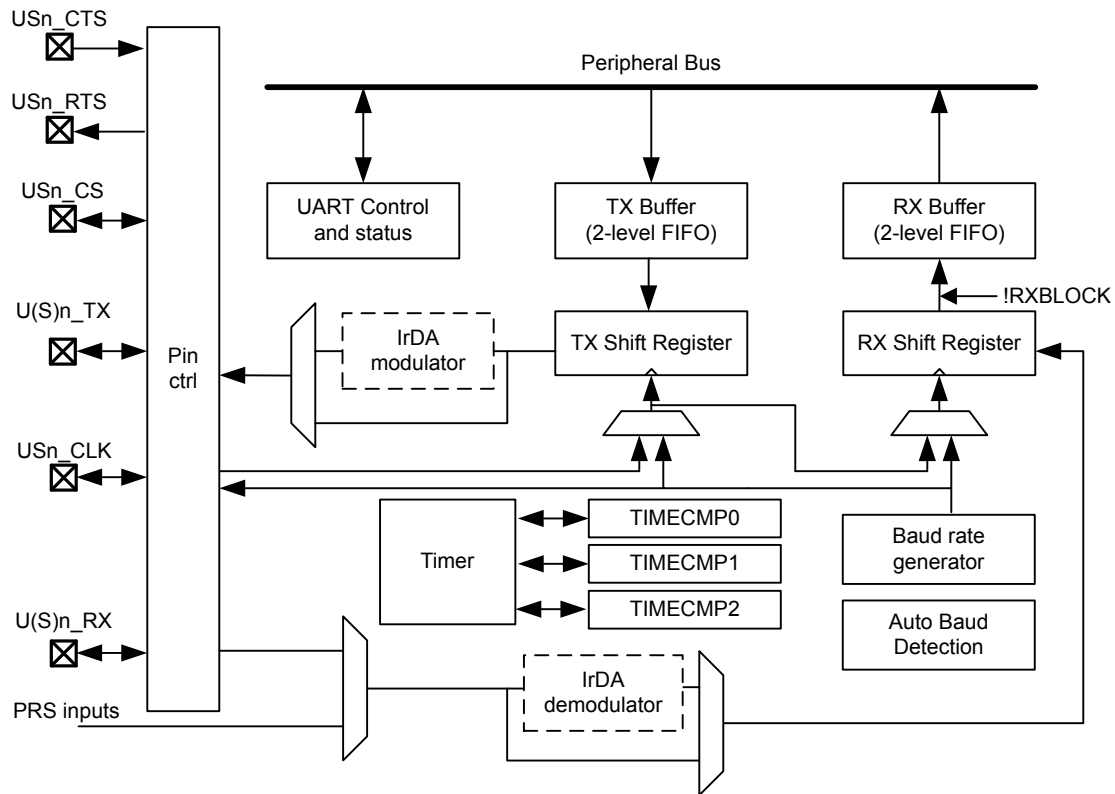 USn_CTS
Peripheral Bus
USn_RTS
USn_CS
UART Control
and status
TX Buffer
(2-level FIFO)
RX Buffer
(2-level FIFO)
!RXBLOCK
U(S)n_TX
Pin
ctrl
IrDA
modulator
TX Shift Register
RX Shift Register
USn_CLK
Timer
TIMECMP0
TIMECMP1
TIMECMP2
Baud rate
generator
Auto Baud
Detection
U(S)n_RX
PRS inputs
IrDA
demodulator